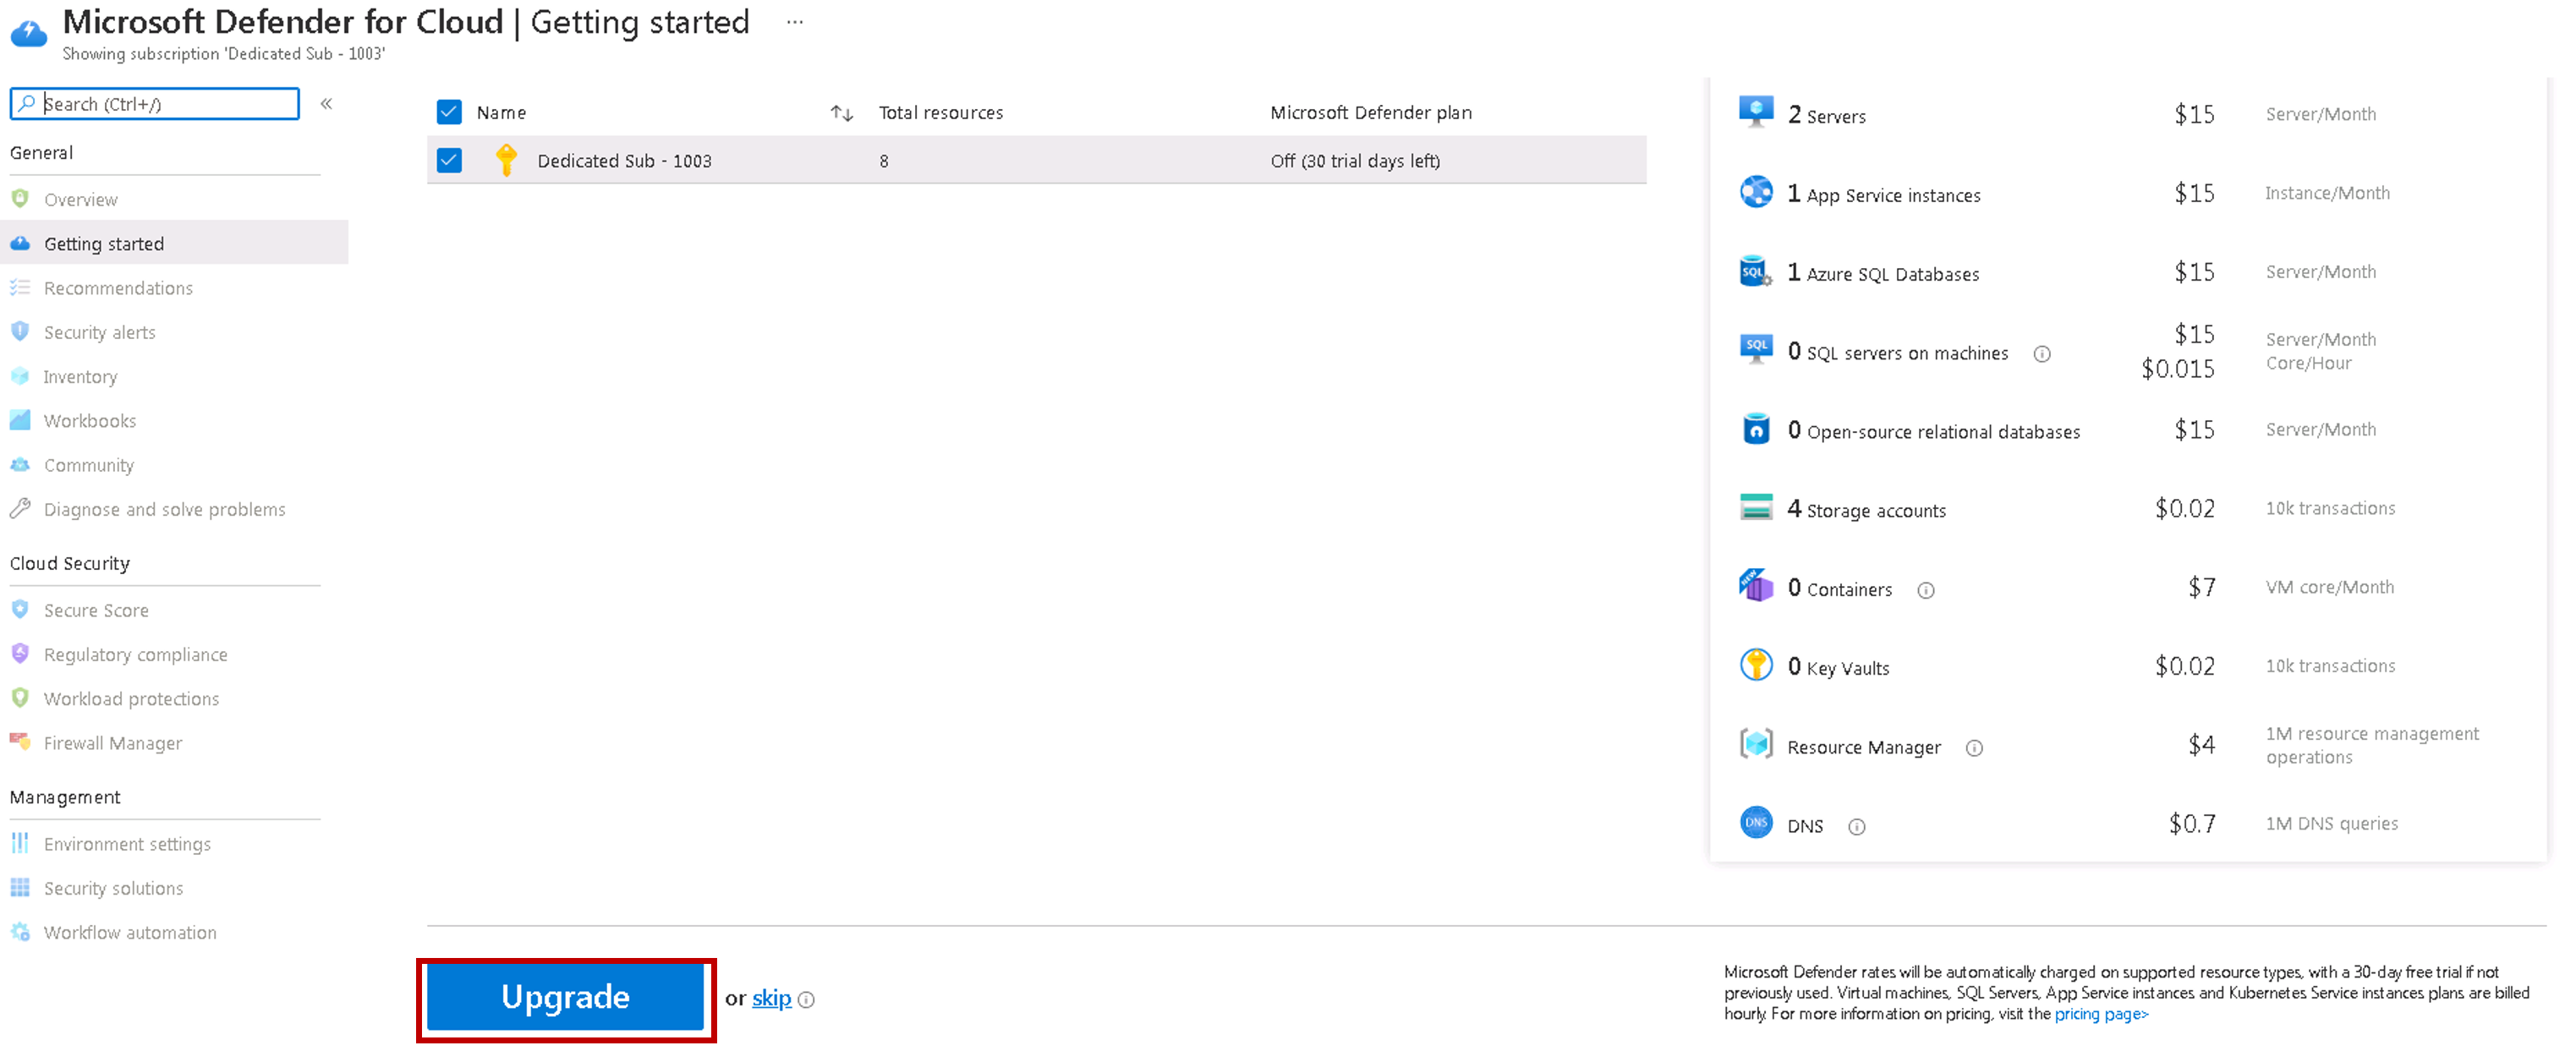 Microsoft Defender for Cloud | Getting started ...
Showing subscription 'Dedicated Sub - 1003'
Search (Ctrl+/) «
General
Overview
Getting started
Recommendations
Security alerts
Inventory
Workbooks
Community
Diagnose and solve problems
Cloud Security
Secure Score
Regulatory compliance
Workload protections
Firewall Manager
Management
Environment settings
Security solutions
Workflow automation
Name ↑↓ Total resources Microsoft Defender plan
Dedicated Sub - 1003 8 Off (30 trial days left)
2 Servers $15 Server/Month
1 App Service instances $15 Instance/Month
SQL 1 Azure SQL Databases $15 Server/Month
SQL 0 SQL servers on machines $15 Server/Month
$0.015 Core/Hour
0 Open-source relational databases $15 Server/Month
4 Storage accounts $0.02 10k transactions
NEW 0 Containers $7 VM core/Month
0 Key Vaults $0.02 10k transactions
Resource Manager $4 1M resource management
operations
DNS DNS $0.7 1M DNS queries
Upgrade or skip
Microsoft Defender rates will be automatically charged on supported resource types, with a 30-day free trial if not
previously used. Virtual machines, SQL Servers, App Service instances and Kubernetes Service instances plans are billed
hourly. For more information on pricing, visit the pricing page>